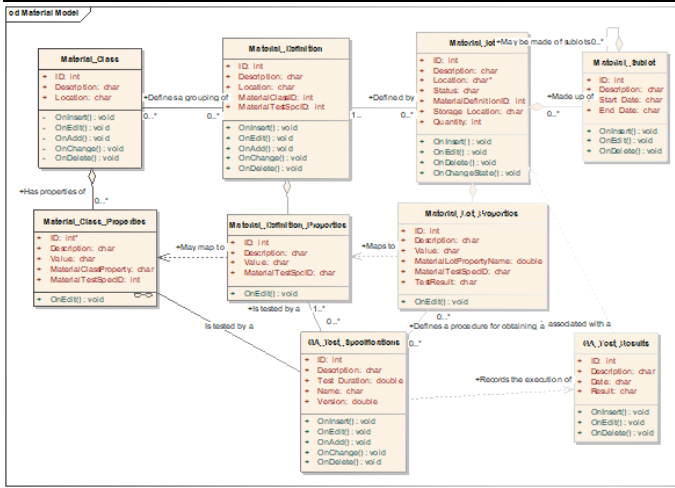 od Material Model
Material_Class
+ ID: int
+ Description: char
+ Location: char
- OnInsert() : void
- OnEdit() : void
- OnAdd() : void
- OnChange() : void
- OnDelete() : void
+Defines a grouping of
0..*
0..*
Material_Definition
+ ID: int
+ Description: char
+ Location: char
+ MaterialClassID: int
+ MaterialTestSpcID: int
+ OnInsert() : void
+ OnEdit() : void
+ OnAdd() : void
+ OnChange() : void
+ OnDelete() : void
+Defined by
1..
0..*
Material_lot
+ ID: int
+ Description: char
+ Location: char*
+ Status: char
+ MaterialDefinitionID: int
+ Storage Location: char
+ Quantity: int
+ OnInsert() : void
+ OnEdit() : void
+ OnDelete() : void
+ OnChangeState() : void
+May be made of sublots
0..*
+Made up of
0..*
Material_Sublot
+ ID: int
+ Description: char
+ Start Date: char
+ End Date: char
+ OnInsert() : void
+ OnEdit() : void
+ OnDelete() : void
+Has properties of
0..*
Material_Class_Properties
+ ID: int*
+ Description: char
+ Value: char
+ MaterialClassProperty: char
+ MaterialTestSpedID: int
+ OnEdit() : void
+May map to
Material_Definition_Properties
+ ID: int
+ Description: char
+ Value: char
+ MaterialTestSpcID: char
+ OnEdit() : void
+Maps to
Material_Lot_Properties
+ ID: int
+ Description: char
+ Value: char
+ MaterialLotPropertyName: double
+ MaterialTestSpedID: char
+ TestResult: char
+ OnEdit() : void
Is tested by a
+Is tested by a
1..*
0..*
+Defines a procedure for obtaining a
0..*
associated with a
QA_Test_Specifications
+ ID: int
+ Description: char
+ Test Duration: double
+ Name: char
+ Version: double
+ OnInsert() : void
+ OnEdit() : void
+ OnAdd() : void
+ OnChange() : void
+ OnDelete() : void
+Records the execution of
QA_Test_Results
+ ID: int
+ Description: char
+ Date: char
+ Result: char
+ OnInsert() : void
+ OnEdit() : void
+ OnDelete() : void